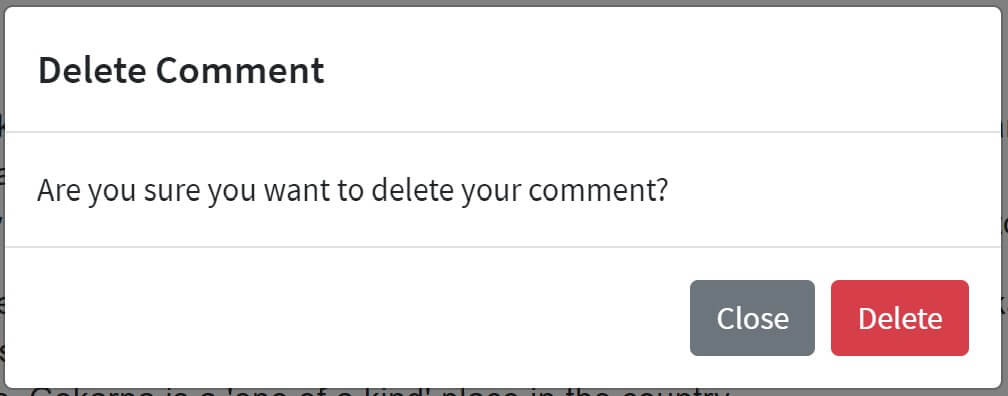 Delete Comment
Are you sure you want to delete your comment?
Close Delete
Gokarna is a 'one of a kind' place in the country